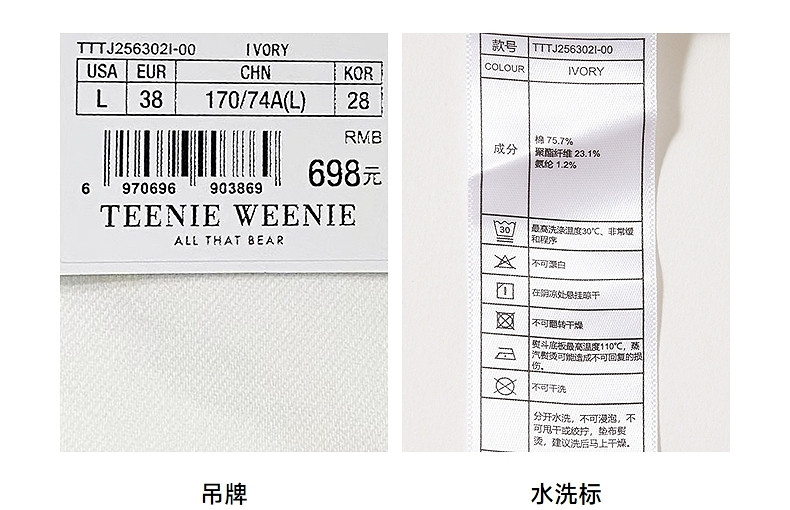 TTTJ256302I-00 IVORY
USA EUR CHN KOR
L 38 170/74A(L) 28
RMB
698元
6 970696 903869
TEENIE WEENIE
ALL THAT BEAR
吊牌
款号 TTTJ256302I-00
COLOUR IVORY
成分
棉 75.7%
聚酯纤维 23.1%
氨纶 1.2%
30
最高洗涤温度30℃、非常缓
和程序
不可漂白
在阴凉处悬挂晾干
不可翻转干燥
熨斗底板最高温度110℃，蒸
汽熨烫可能造成不可回复的损
伤。
不可干洗
分开水洗，不可浸泡，不
可甩干或绞拧，垫布熨
烫，建议洗后马上干燥。
水洗标